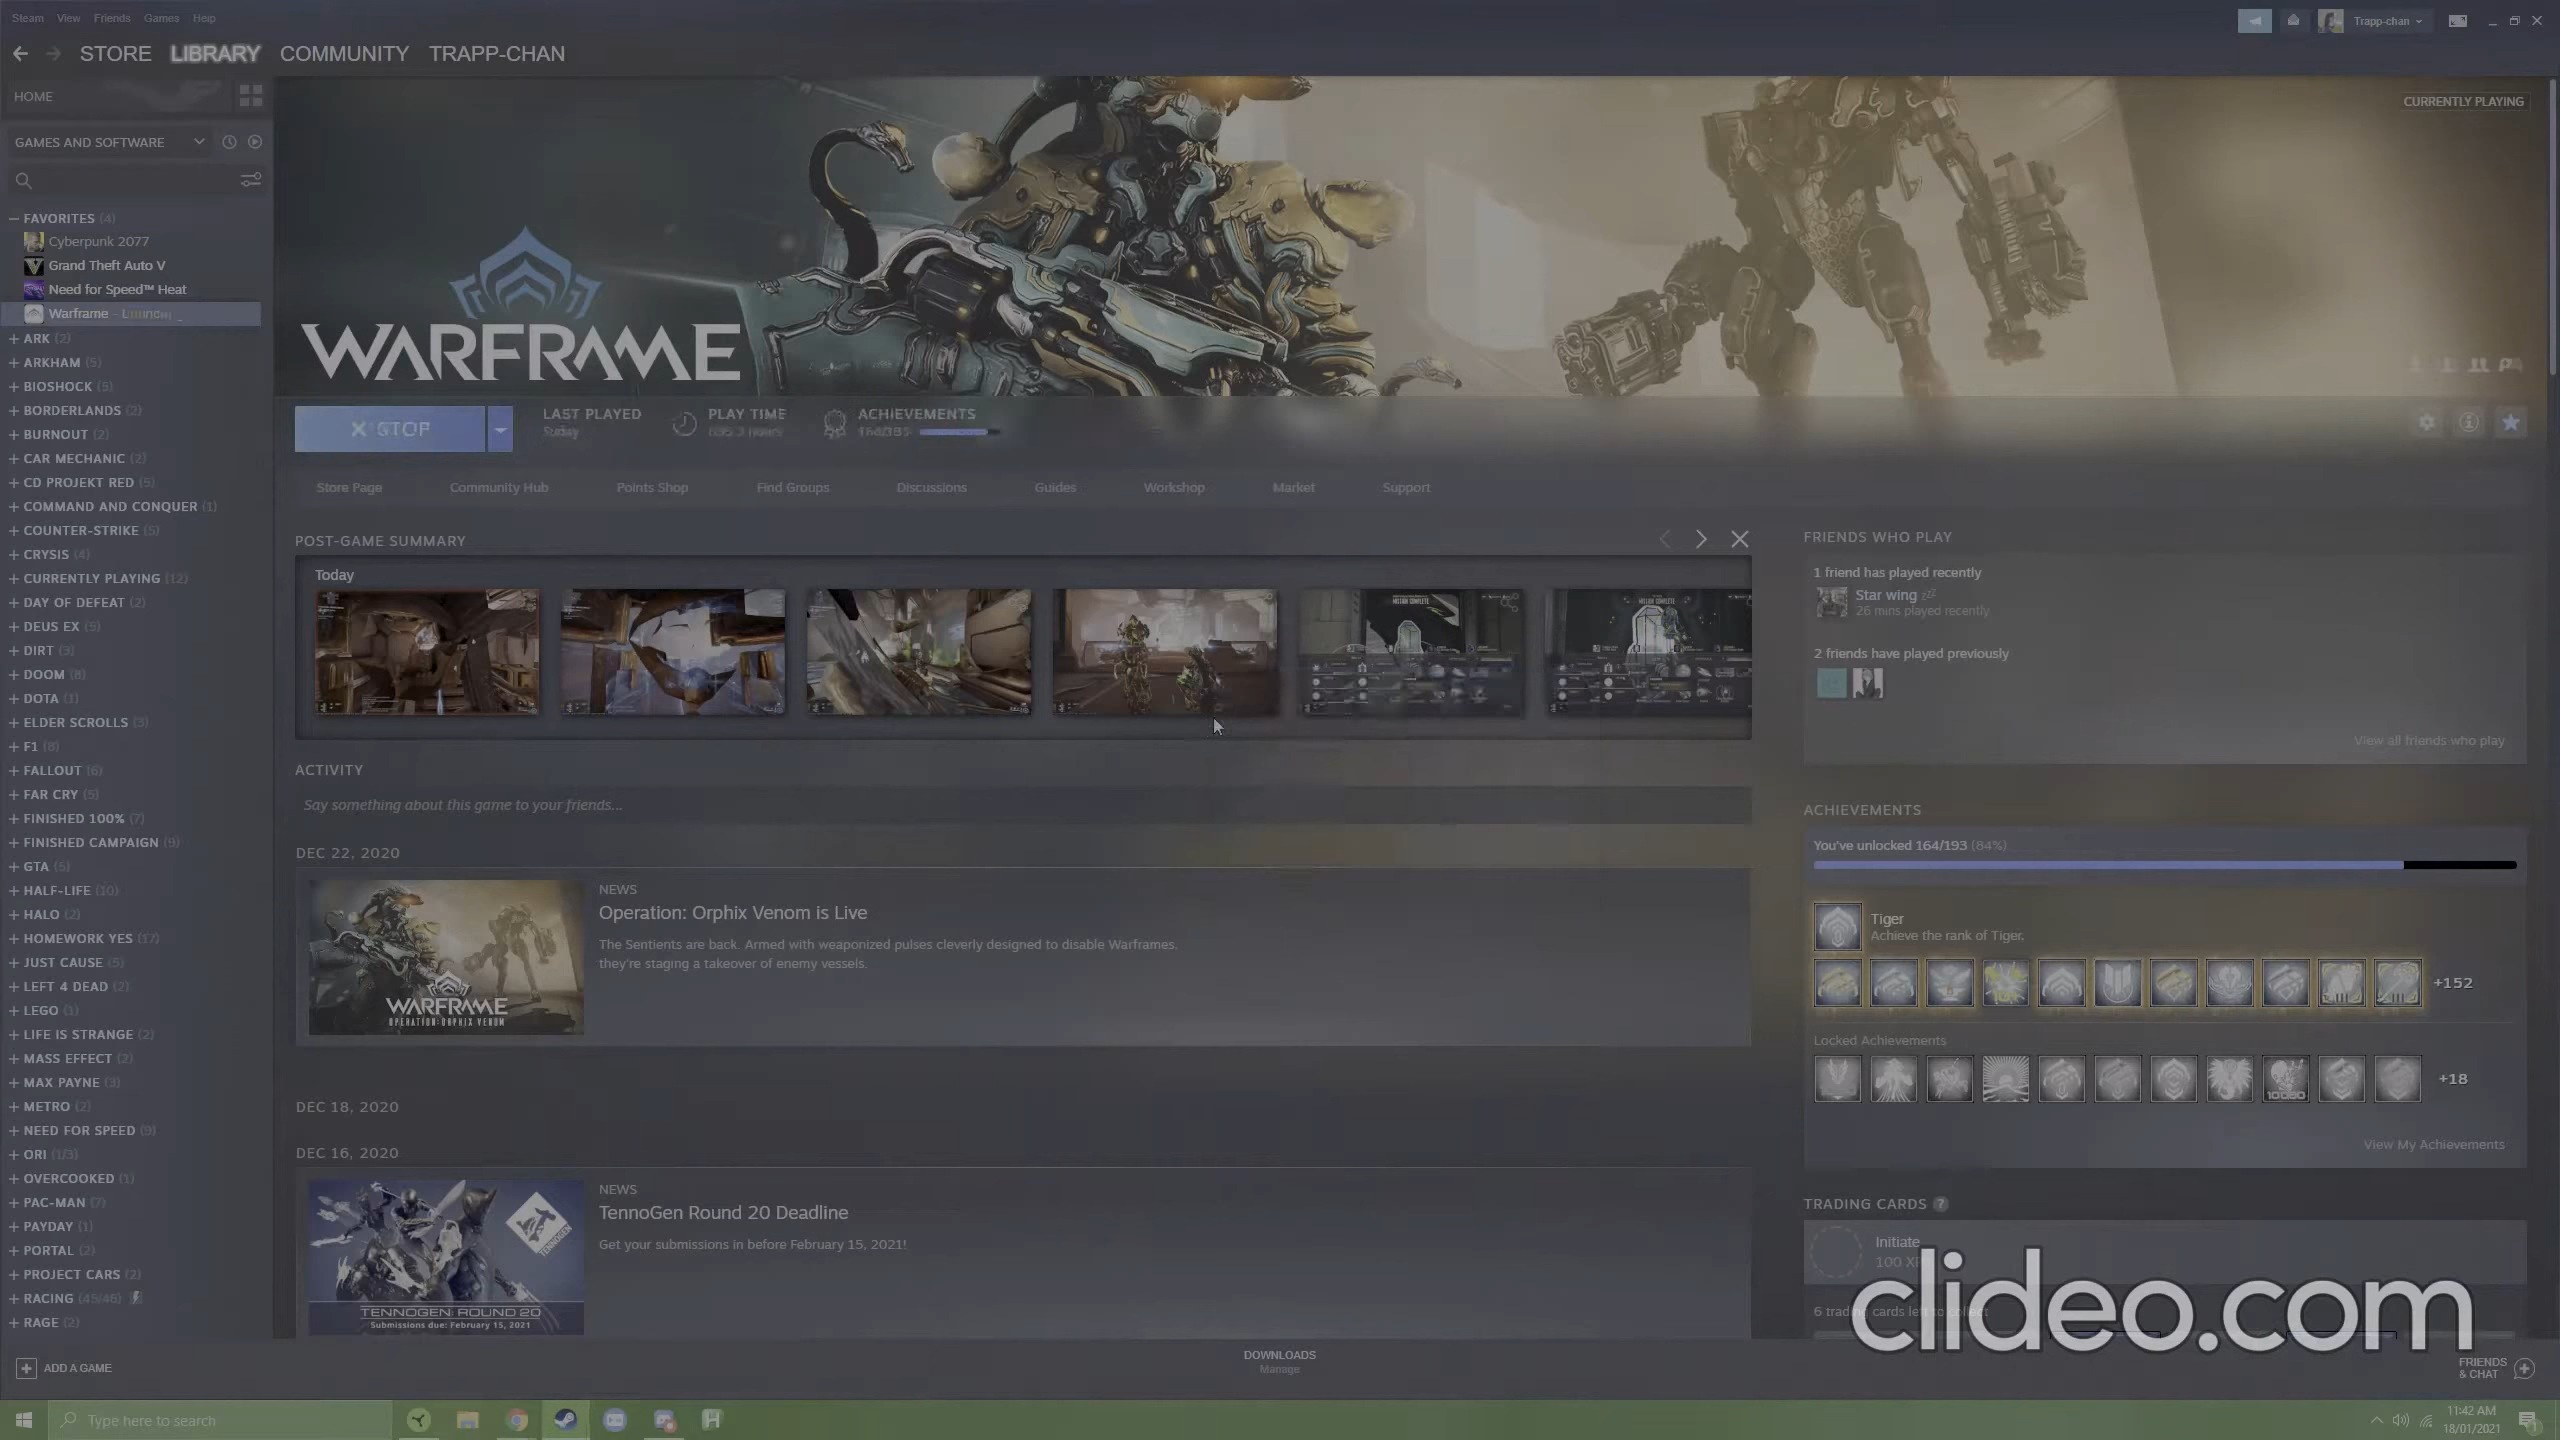 Steam View Friends Games Help
Trapp-chan
STORE LIBRARY COMMUNITY TRAPP-CHAN
HOME
GAMES AND SOFTWARE
FAVORITES (4)
Cyberpunk 2077
Grand Theft Auto V
Need for Speed™ Heat
Warframe -
ARK (2)
ARKHAM (5)
BIOSHOCK (5)
BORDERLANDS (2)
BURNOUT (2)
CAR MECHANIC (2)
CD PROJEKT RED (5)
COMMAND AND CONQUER (1)
COUNTER-STRIKE (5)
CRYSIS (4)
CURRENTLY PLAYING (12)
DAY OF DEFEAT (2)
DEUS EX (5)
DIRT (3)
DOOM (8)
DOTA (1)
ELDER SCROLLS (3)
F1 (8)
FALLOUT (6)
FAR CRY (5)
FINISHED 100% (7)
FINISHED CAMPAIGN (9)
GTA (5)
HALF-LIFE (10)
HALO (2)
HOMEWORK YES (17)
JUST CAUSE (5)
LEFT 4 DEAD (2)
LEGO (1)
LIFE IS STRANGE (2)
MASS EFFECT (2)
MAX PAYNE (3)
METRO (2)
NEED FOR SPEED (9)
ORI (1/3)
OVERCOOKED (1)
PAC-MAN (7)
PAYDAY (1)
PORTAL (2)
PROJECT CARS (2)
RACING (45/46)
RAGE (2)
ADD A GAME
CURRENTLY PLAYING
WARFRAME
STOP
LAST PLAYED
Today
PLAY TIME
ACHIEVEMENTS
Store Page Community Hub Points Shop Find Groups Discussions Guides Workshop Market Support
POST-GAME SUMMARY
Today
MISSION COMPLETE
MISSION COMPLETE
ACTIVITY
Say something about this game to your friends...
DEC 22, 2020
WARFRAME
OPERATION: ORPHIX VENOM
NEWS
Operation: Orphix Venom is Live
The Sentients are back. Armed with weaponized pulses cleverly designed to disable Warframes,
they're staging a takeover of enemy vessels.
DEC 18, 2020
DEC 16, 2020
TENNOGEN
TENNOGEN: ROUND 20
Submissions due: February 15, 2021
NEWS
TennoGen Round 20 Deadline
Get your submissions in before February 15, 2021!
FRIENDS WHO PLAY
1 friend has played recently
Star wing zzz
26 mins played recently
2 friends have played previously
View all friends who play
ACHIEVEMENTS
You've unlocked 164/193 (84%)
Tiger
Achieve the rank of Tiger.
+152
Locked Achievements
10000
+18
View My Achievements
TRADING CARDS ?
Initiate
100 XP
6 trading cards left to collect
clideo.com
DOWNLOADS
Manage
FRIENDS
& CHAT
Type here to search
11:42 AM
18/01/2021